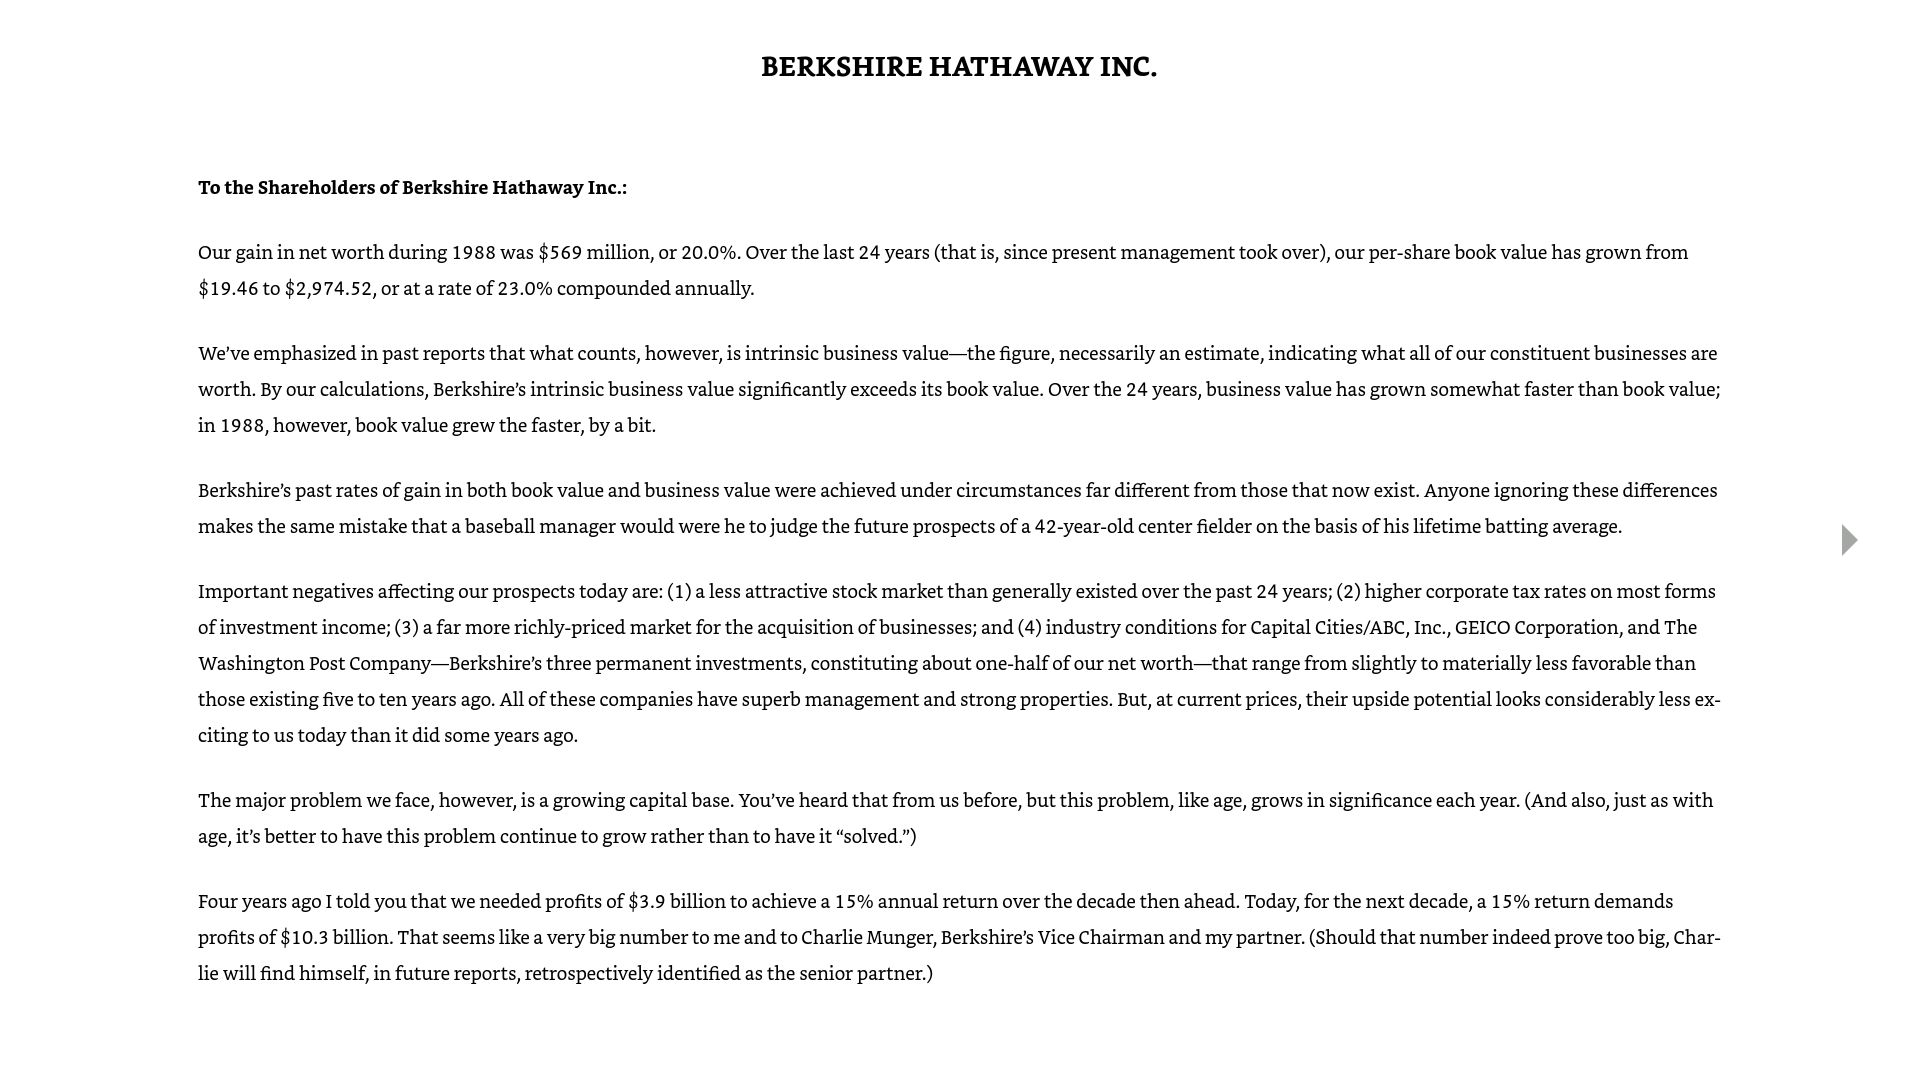 BERKSHIRE HATHAWAY INC.
To the Shareholders of Berkshire Hathaway Inc.:
Our gain in net worth during 1988 was $569 million, or 20.0%. Over the last 24 years (that is, since present management took over), our per-share book value has grown from
$19.46 to $2,974.52, or at a rate of 23.0% compounded annually.
We’ve emphasized in past reports that what counts, however, is intrinsic business value—the figure, necessarily an estimate, indicating what all of our constituent businesses are
worth. By our calculations, Berkshire’s intrinsic business value significantly exceeds its book value. Over the 24 years, business value has grown somewhat faster than book value;
in 1988, however, book value grew the faster, by a bit.
Berkshire’s past rates of gain in both book value and business value were achieved under circumstances far different from those that now exist. Anyone ignoring these differences
makes the same mistake that a baseball manager would were he to judge the future prospects of a 42-year-old center fielder on the basis of his lifetime batting average.
Important negatives affecting our prospects today are: (1) a less attractive stock market than generally existed over the past 24 years; (2) higher corporate tax rates on most forms
of investment income; (3) a far more richly-priced market for the acquisition of businesses; and (4) industry conditions for Capital Cities/ABC, Inc., GEICO Corporation, and The
Washington Post Company—Berkshire’s three permanent investments, constituting about one-half of our net worth—that range from slightly to materially less favorable than
those existing five to ten years ago. All of these companies have superb management and strong properties. But, at current prices, their upside potential looks considerably less ex-
citing to us today than it did some years ago.
The major problem we face, however, is a growing capital base. You’ve heard that from us before, but this problem, like age, grows in significance each year. (And also, just as with
age, it’s better to have this problem continue to grow rather than to have it “solved.”)
Four years ago I told you that we needed profits of $3.9 billion to achieve a 15% annual return over the decade then ahead. Today, for the next decade, a 15% return demands
profits of $10.3 billion. That seems like a very big number to me and to Charlie Munger, Berkshire’s Vice Chairman and my partner. (Should that number indeed prove too big, Char-
lie will find himself, in future reports, retrospectively identified as the senior partner.)